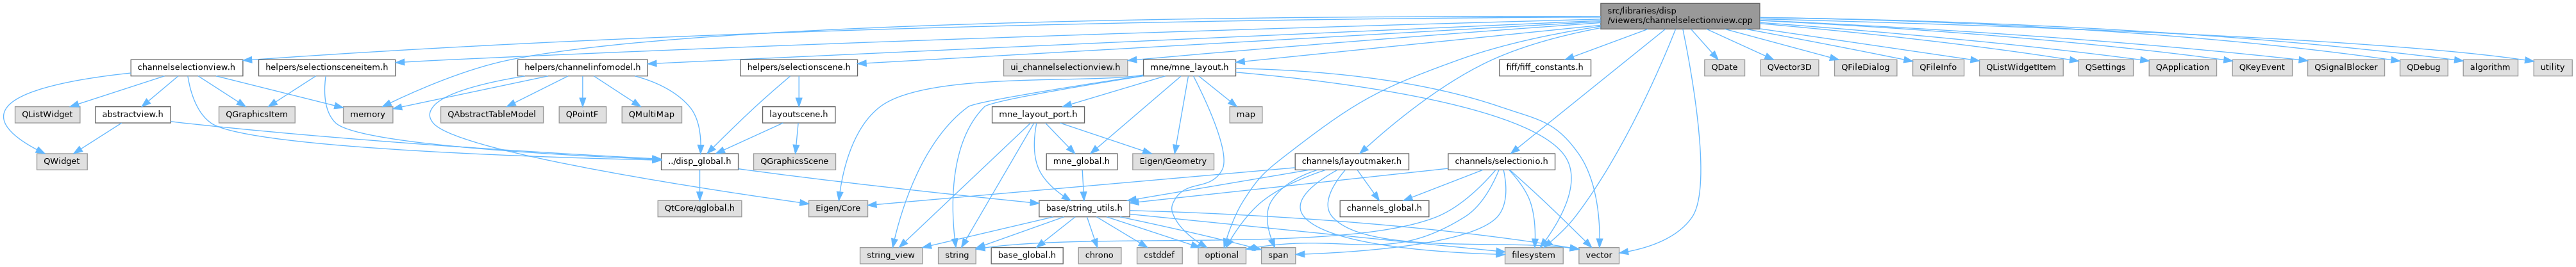 src/libraries/disp
/viewers/channelselectionview.cpp
channelselectionview.h
helpers/selectionsceneitem.h
helpers/channelinfomodel.h
helpers/selectionscene.h
ui_channelselectionview.h
mne/mne_layout.h
fiff/fiff_constants.h
QDate
QVector3D
QFileDialog
QFileInfo
QListWidgetItem
QSettings
QApplication
QKeyEvent
QSignalBlocker
QDebug
algorithm
utility
QListWidget
abstractview.h
QGraphicsItem
memory
QAbstractTableModel
QPointF
QMultiMap
layoutscene.h
mne_layout_port.h
map
QWidget
../disp_global.h
QGraphicsScene
mne_global.h
Eigen/Geometry
channels/layoutmaker.h
channels/selectionio.h
QtCore/qglobal.h
Eigen/Core
base/string_utils.h
channels_global.h
string_view
string
base_global.h
chrono
cstddef
optional
span
filesystem
vector